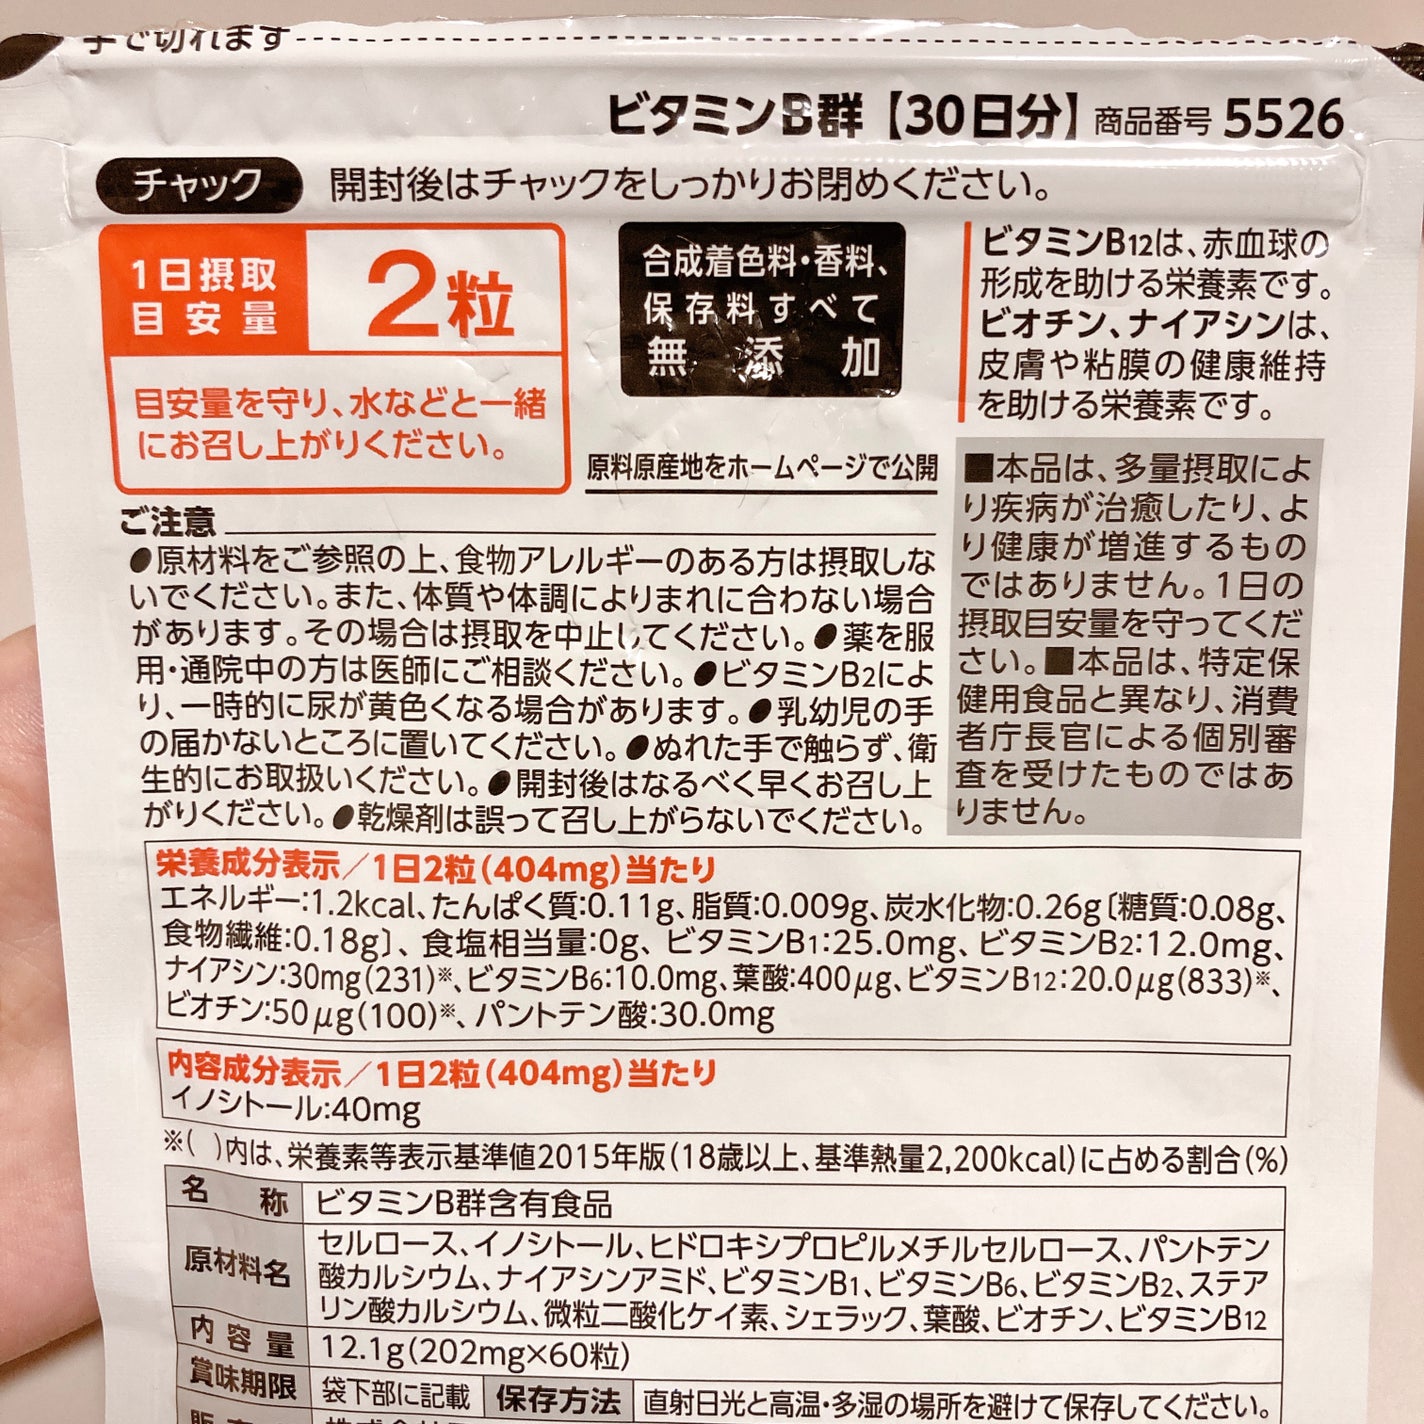 手で切れます
ビタミンB群【30日分】商品番号 5526
チャック 開封後はチャックをしっかりお閉めください。
1日摂取
目安量
2粒
目安量を守り、水などと一緒
にお召し上がりください。
合成着色料・香料、
保存料すべて
無添加
原料原産地をホームページで公開
ビタミンB12は、赤血球の
形成を助ける栄養素です。
ビオチン、ナイアシンは、
皮膚や粘膜の健康維持
を助ける栄養素です。
■本品は、多量摂取によ
り疾病が治癒したり、よ
り健康が増進するもの
ではありません。1日の
摂取目安量を守ってくだ
さい。■本品は、特定保
健用食品と異なり、消費
者庁長官による個別審
査を受けたものではあ
りません。
ご注意
●原材料をご参照の上、食物アレルギーのある方は摂取しな
いでください。また、体質や体調によりまれに合わない場合
があります。その場合は摂取を中止してください。●薬を服
用・通院中の方は医師にご相談ください。●ビタミンB2によ
り、一時的に尿が黄色くなる場合があります。●乳幼児の手
の届かないところに置いてください。●ぬれた手で触らず、衛
生的にお取扱いください。●開封後はなるべく早くお召し上
がりください。●乾燥剤は誤って召し上がらないでください。
栄養成分表示／1日2粒(404mg)当たり
エネルギー:1.2kcal、たんぱく質:0.11g、脂質:0.009g、炭水化物:0.26g〔糖質:0.08g、
食物繊維:0.18g〕、食塩相当量:0g、ビタミンB1:25.0mg、ビタミンB2:12.0mg、
ナイアシン:30mg(231)※、ビタミンB6:10.0mg、葉酸:400μg、ビタミンB12:20.0μg(833)※、
ビオチン:50μg(100)※、パントテン酸:30.0mg
内容成分表示／1日2粒(404mg)当たり
イノシトール:40mg
※( )内は、栄養素等表示基準値2015年版(18歳以上、基準熱量2,200kcal)に占める割合(%)
名称 ビタミンB群含有食品
原材料名 セルロース、イノシトール、ヒドロキシプロピルメチルセルロース、パントテン
酸カルシウム、ナイアシンアミド、ビタミンB1、ビタミンB6、ビタミンB2、ステア
リン酸カルシウム、微粒二酸化ケイ素、シェラック、葉酸、ビオチン、ビタミンB12
内容量 12.1g(202mg×60粒)
賞味期限 袋下部に記載 保存方法 直射日光と高温・多湿の場所を避けて保存してください。